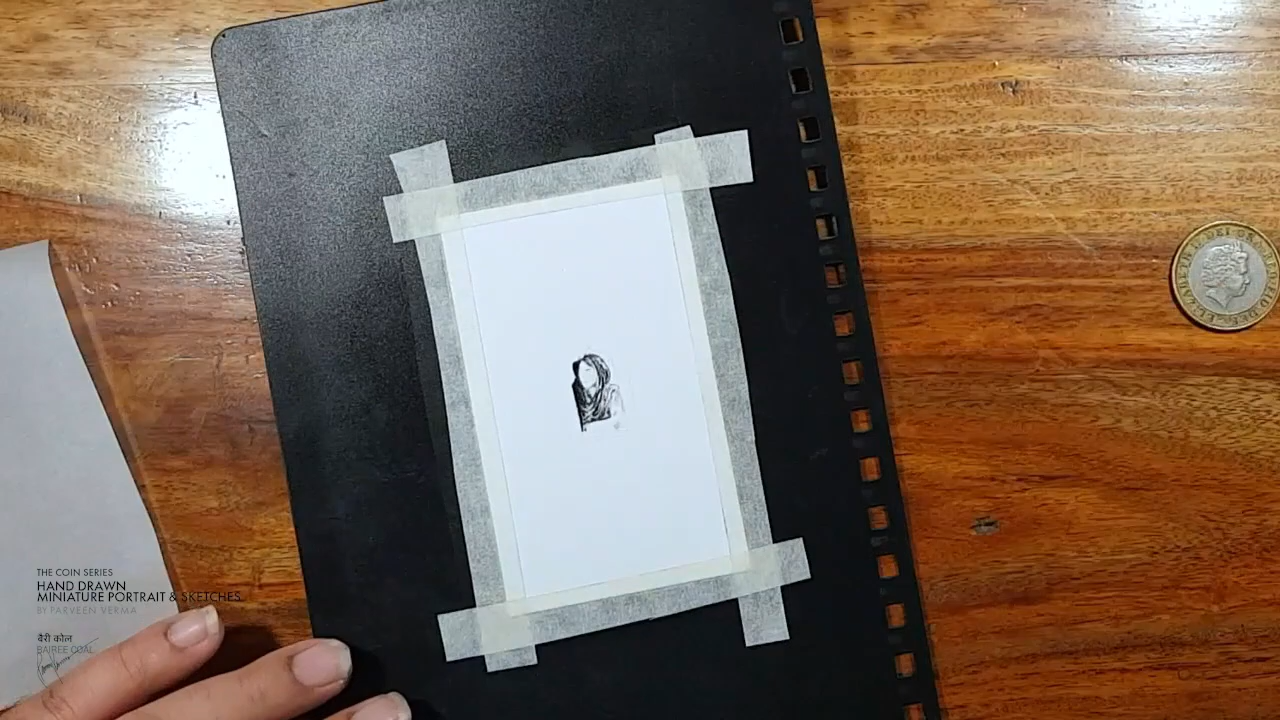 THE COIN SERIES
HAND DRAWN
MINIATURE PORTRAIT & SKETCHES
BY PARVEEN VERMA
बैरी कोल
BAIREE COAL